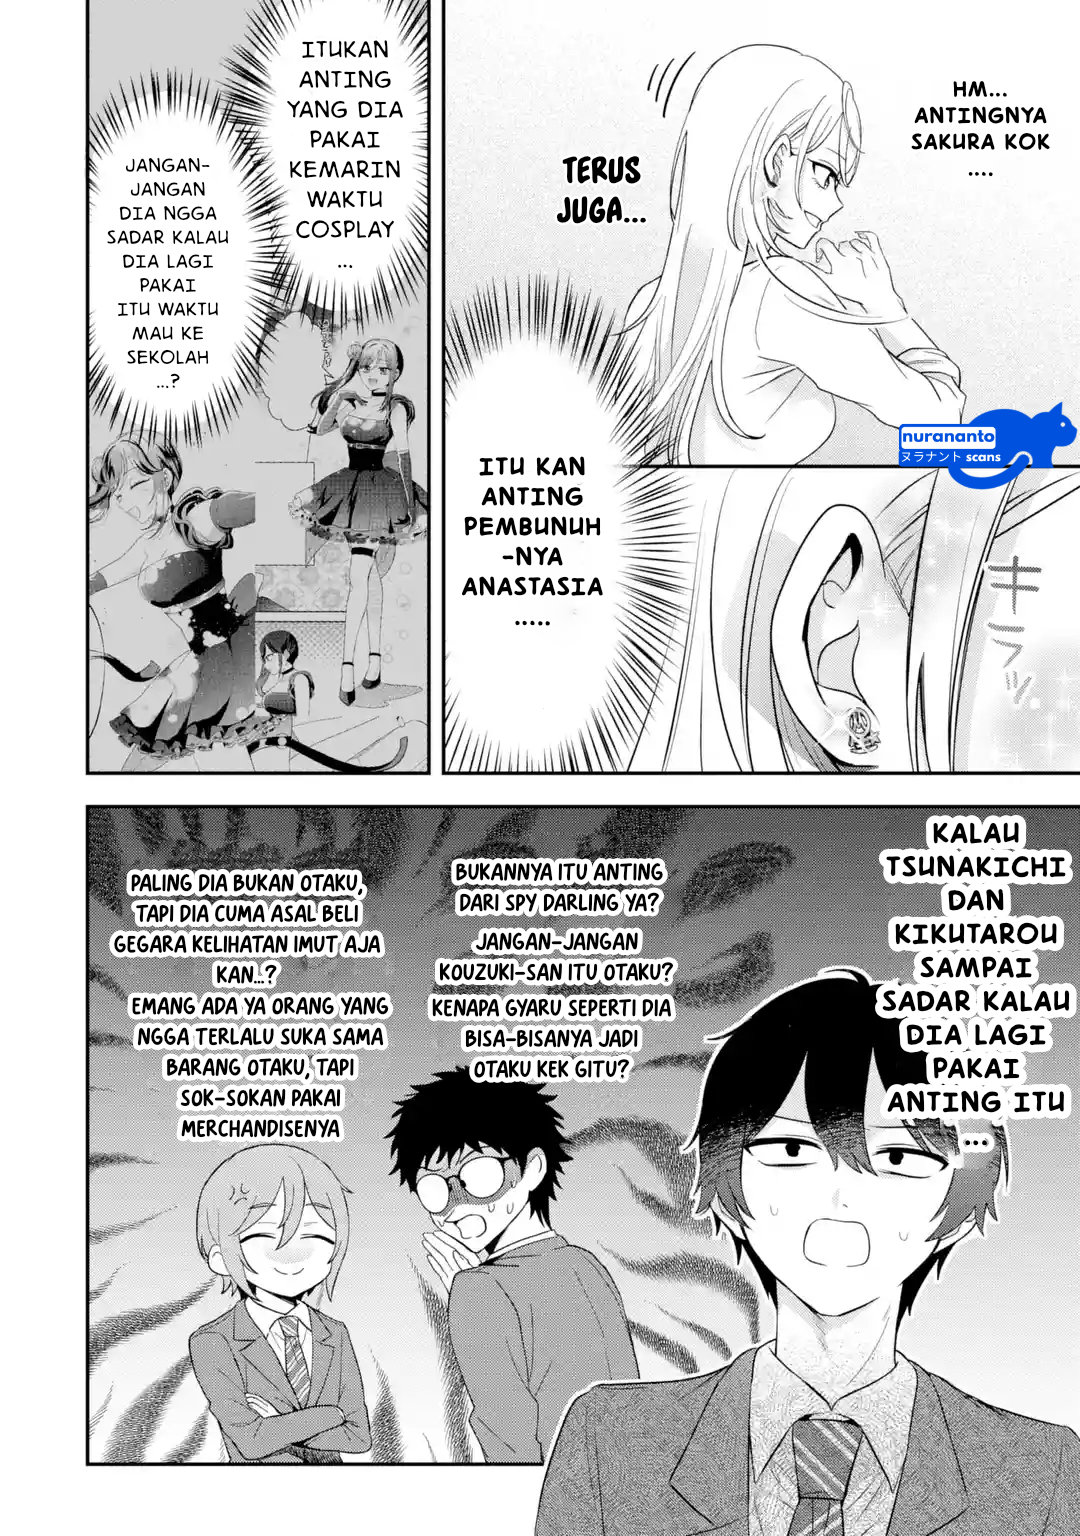 HM...
ANTINGNYA
SAKURA KOK
....
TERUS
JUGA...
nurananto
ヌラナント scans
キラッ
ITU KAN
ANTING
PEMBUNUH
-NYA
ANASTASIA
.....
ITUKAN
ANTING
YANG DIA
PAKAI
KEMARIN
WAKTU
COSPLAY
...
JANGAN-
JANGAN
DIA NGGA
SADAR KALAU
DIA LAGI
PAKAI
ITU WAKTU
MAU KE
SEKOLAH
...?
KALAU
TSUNAKICHI
DAN
KIKUTAROU
SAMPAI
SADAR KALAU
DIA LAGI
PAKAI
ANTING ITU
...
BUKANNYA ITU ANTING
DARI SPY DARLING YA?
JANGAN-JANGAN
KOUZUKI-SAN ITU OTAKU?
KENAPA GYARU SEPERTI DIA
BISA-BISANYA JADI
OTAKU KEK GITU?
PALING DIA BUKAN OTAKU,
TAPI DIA CUMA ASAL BELI
GEGARA KELIHATAN IMUT AJA
KAN...?
EMANG ADA YA ORANG YANG
NGGA TERLALU SUKA SAMA
BARANG OTAKU, TAPI
SOK-SOKAN PAKAI
MERCHANDISENYA